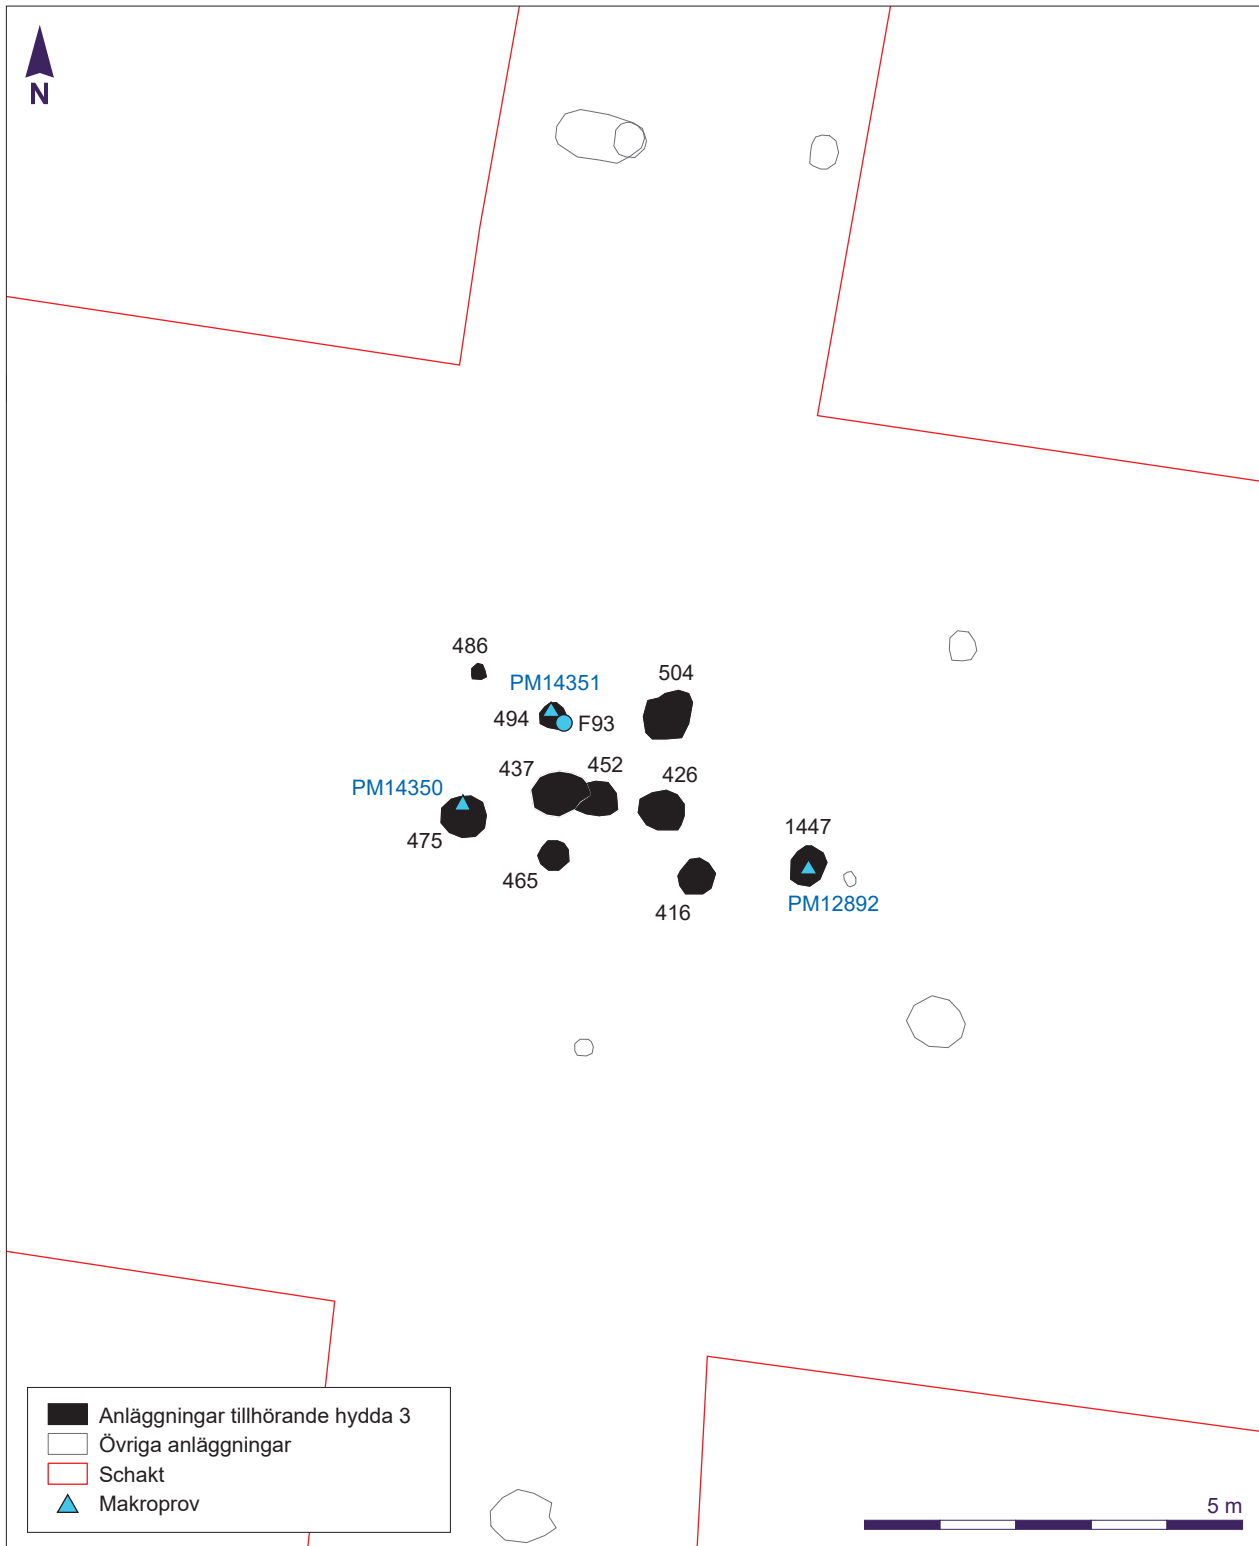 N
486
504
PM14351
494
F93
437
452
426
PM14350
475
1447
465
416
PM12892
Anläggningar tillhörande hydda 3
Övriga anläggningar
Schakt
Makroprov
5 m